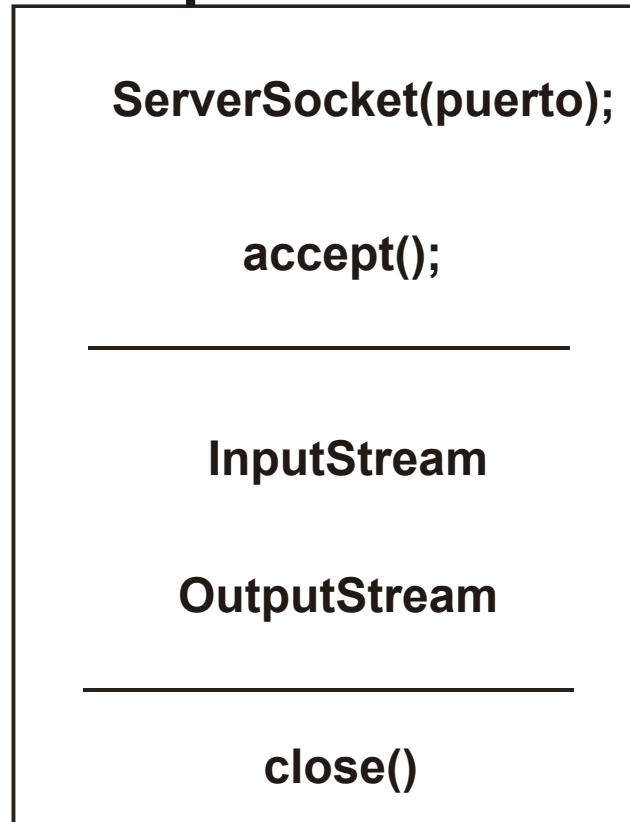 ServerSocket(puerto);
accept();
InputStream
OutputStream
close()